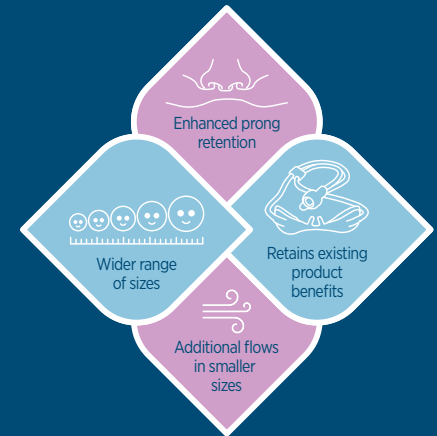 Enhanced prong
retention
Wider range
of sizes
Retains existing
product
benefits
Additional flows
in smaller
sizes